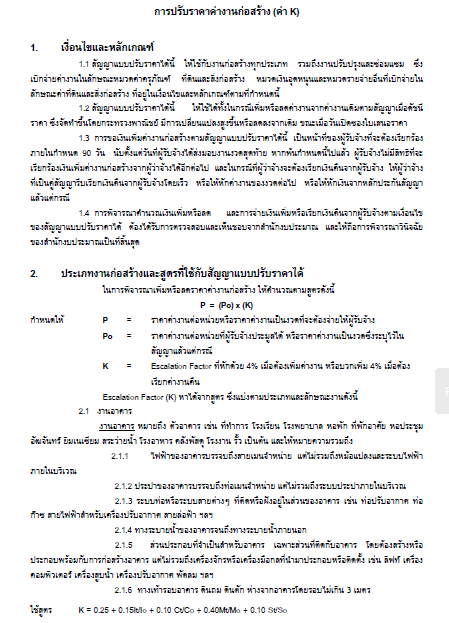 การปรับราคาค่างานก่อสร้าง (ค่า K)
1. เงื่อนไขและหลักเกณฑ์
1.1 สัญญาแบบปรับราคาได้นี้ ให้ใช้กับงานก่อสร้างทุกประเภท รวมถึงงานปรับปรุงและซ่อมแซม ซึ่ง
เบิกจ่ายค่างานในลักษณะหมวดค่าครุภัณฑ์ ที่ดินและสิ่งก่อสร้าง หมวดเงินอุดหนุนและหมวดรายจ่ายอื่นที่เบิกจ่ายใน
ลักษณะค่าที่ดินและสิ่งก่อสร้าง ที่อยู่ในเงื่อนไขและหลักเกณฑ์ตามที่กำหนดนี้
1.2 สัญญาแบบปรับราคาได้นี้ ให้ใช้ได้ทั้งในกรณีเพิ่มหรือลดค่างานจากค่างานเดิมตามสัญญาเมื่อดัชนี
ราคา ซึ่งจัดทำขึ้นโดยกระทรวงพาณิชย์ มีการเปลี่ยนแปลงสูงขึ้นหรือลดลงจากเดิม ขณะเมื่อวันเปิดซองใบเสนอราคา
1.3 การขอเงินเพิ่มค่างานก่อสร้างตามสัญญาแบบปรับราคาได้นี้ เป็นหน้าที่ของผู้รับจ้างที่จะต้องเรียกร้อง
ภายในกำหนด 90 วัน นับตั้งแต่วันที่ผู้รับจ้างได้ส่งมอบงานงวดสุดท้าย หากพ้นกำหนดนี้ไปแล้ว ผู้รับจ้างไม่มีสิทธิที่จะ
เรียกร้องเงินเพิ่มค่างานก่อสร้างจากผู้ว่าจ้างได้อีกต่อไป และในกรณีที่ผู้ว่าจ้างจะต้องเรียกเงินคืนจากผู้รับจ้าง ให้ผู้ว่าจ้าง
ที่เป็นคู่สัญญารีบเรียกเงินคืนจากผู้รับจ้างโดยเร็ว หรือให้หักค่างานของงวดต่อไป หรือให้หักเงินจากหลักประกันสัญญา
แล้วแต่กรณี
1.4 การพิจารณาคำนวณเงินเพิ่มหรือลด และการจ่ายเงินเพิ่มหรือเรียกเงินคืนจากผู้รับจ้างตามเงื่อนไข
ของสัญญาแบบปรับราคาได้ ต้องได้รับการตรวจสอบและเห็นชอบจากสำนักงบประมาณ และให้ถือการพิจารณาวินิจฉัย
ของสำนักงบประมาณเป็นที่สิ้นสุด
2. ประเภทงานก่อสร้างและสูตรที่ใช้กับสัญญาแบบปรับราคาได้
ในการพิจารณาเพิ่มหรือลดราคาค่างานก่อสร้าง ให้คำนวณตามสูตรดังนี้
P = (Po) x (K)
กำหนดให้ P = ราคาค่างานต่อหน่วยหรือราคาค่างานเป็นงวดที่จะต้องจ่ายให้ผู้รับจ้าง
Po = ราคาค่างานต่อหน่วยที่ผู้รับจ้างประมูลได้ หรือราคาค่างานเป็นงวดซึ่งระบุไว้ใน
สัญญาแล้วแต่กรณี
K = Escalation Factor ที่หักด้วย 4% เมื่อต้องเพิ่มค่างาน หรือบวกเพิ่ม 4% เมื่อต้อง
เรียกค่างานคืน
Escalation Factor (K) หาได้จากสูตร ซึ่งแบ่งตามประเภทและลักษณะงานดังนี้
2.1 งานอาคาร
งานอาคาร หมายถึง ตัวอาคาร เช่น ที่ทำการ โรงเรียน โรงพยาบาล หอพัก ที่พักอาศัย หอประชุม
อัฒจันทร์ ยิมเนเซียม สระว่ายน้ำ โรงอาหาร คลังพัสดุ โรงงาน รั้ว เป็นต้น และให้หมายความรวมถึง
2.1.1 ไฟฟ้าของอาคารบรรจบถึงสายเมนจำหน่าย แต่ไม่รวมถึงหม้อแปลงและระบบไฟฟ้า
ภายในบริเวณ
2.1.2 ประปาของอาคารบรรจบถึงท่อเมนจำหน่าย แต่ไม่รวมถึงระบบประปาภายในบริเวณ
2.1.3 ระบบท่อหรือระบบสายต่างๆ ที่ติดหรือฝังอยู่ในส่วนของอาคาร เช่น ท่อปรับอากาศ ท่อ
ก๊าซ สายไฟฟ้าสำหรับเครื่องปรับอากาศ สายล่อฟ้า ฯลฯ
2.1.4 ทางระบายน้ำของอาคารจนถึงทางระบายน้ำภายนอก
2.1.5 ส่วนประกอบที่จำเป็นสำหรับอาคาร เฉพาะส่วนที่ติดกับอาคาร โดยต้องสร้างหรือ
ประกอบพร้อมกับการก่อสร้างอาคาร แต่ไม่รวมถึงเครื่องจักรหรือเครื่องมือกลที่นำมาประกอบหรือติดตั้ง เช่น ลิฟท์ เครื่อง
คอมพิวเตอร์ เครื่องสูบน้ำ เครื่องปรับอากาศ พัดลม ฯลฯ
2.1.6 ทางเท้ารอบอาคาร ดินถม ดินตัก ห่างจากอาคารโดยรอบไม่เกิน 3 เมตร
ใช้สูตร K = 0.25 + 0.15It/Io + 0.10 Ct/Co + 0.40Mt/Mo + 0.10 St/So